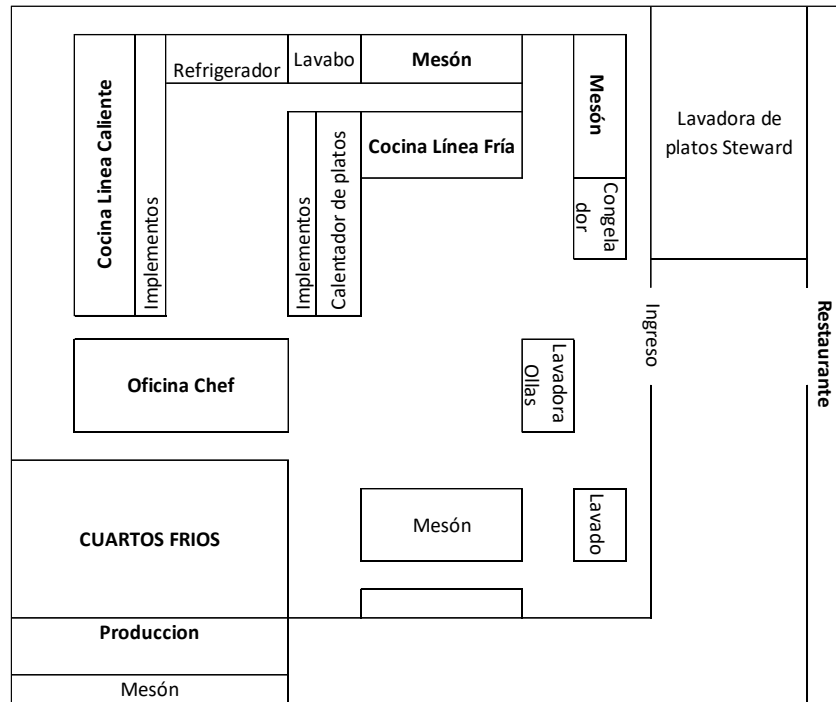 Cocina Linea Caliente
Implementos
Refrigerador
Lavabo
Mesón
Mesón
Lavadora de
platos Steward
Implementos
Calentador de platos
Cocina Línea Fría
Congela
dor
Ingreso
Restaurante
Oficina Chef
Lavadora
Ollas
CUARTOS FRIOS
Mesón
Lavado
Produccion
Mesón